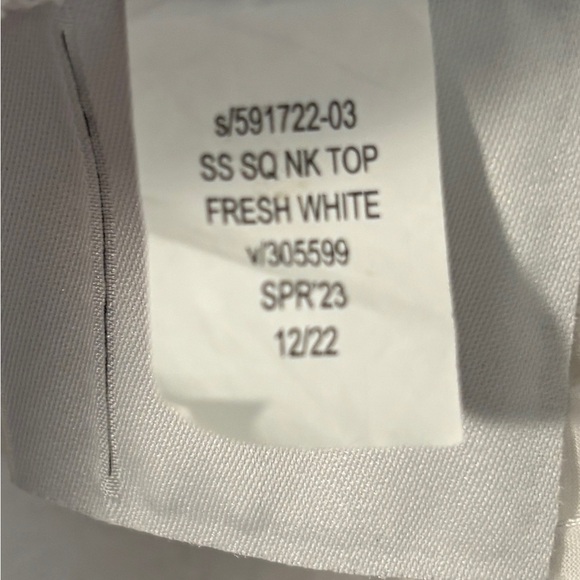 s/591722-03
SS SQ NK TOP
FRESH WHITE
v/305599
SPR'23
12/22